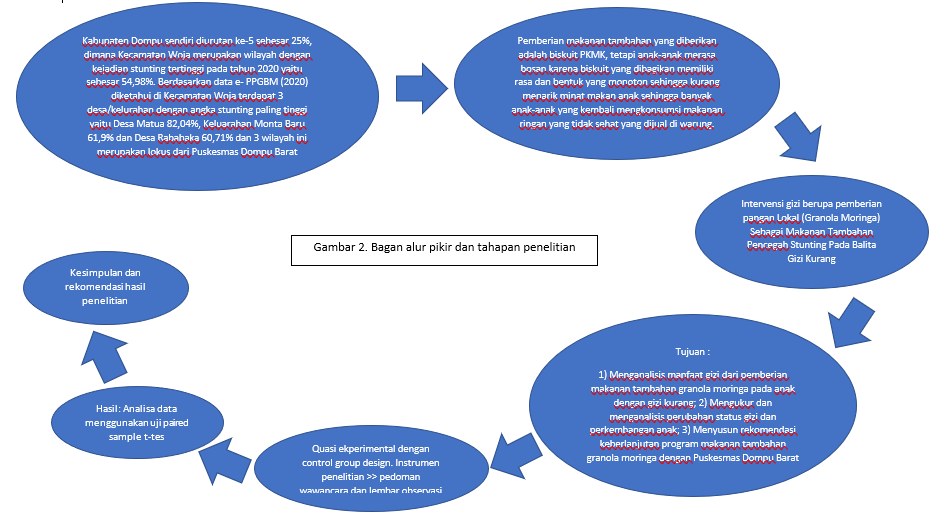 Kabupaten Dompu sendiri diurutan ke-5 sebesar 25%,
dimana Kecamatan Woja merupakan wilayah dengan
kejadian stunting tertinggi pada tahun 2020 yaitu
sebesar 54,98%. Berdasarkan data e- PPGBM (2020)
diketahui di Kecamatan Woja terdapat 3
desa/kelurahan dengan angka stunting paling tinggi
yaitu Desa Matua 82,04%, Keluarahan Monta Baru
61,9% dan Desa Rabahaka 60,71% dan 3 wilayah ini
merupakan lokus dari Puskesmas Dompu Barat
Pemberian makanan tambahan yang diberikan
adalah biskuit PKMK, tetapi anak-anak merasa
bosan karena biskuit yang dibagikan memiliki
rasa dan bentuk yang monoton sehingga kurang
menarik minat makan anak sehingga banyak
anak-anak yang kembali mengkonsumsi makanan
ringan yang tidak sehat yang dijual di warung.
Intervensi gizi berupa pemberian
pangan Lokal (Granola Moringa)
Sebagai Makanan Tambahan
Pencegah Stunting Pada Balita
Gizi Kurang
Tujuan :
1) Menganalisis manfaat gizi dari pemberian
makanan tambahan granola moringa pada anak
dengan gizi kurang; 2) Mengukur dan
menganalisis perubahan status gizi dan
perkembangan anak; 3) Menyusun rekomendasi
keberlanjutan program makanan tambahan
granola moringa dengan Puskesmas Dompu Barat
Quasi ekperimental dengan
control group design. Instrumen
penelitian >> pedoman
wawancara dan lembar observasi
Hasil: Analisa data
menggunakan uji paired
sample t-tes
Kesimpulan dan
rekomendasi hasil
penelitian
Gambar 2. Bagan alur pikir dan tahapan penelitian